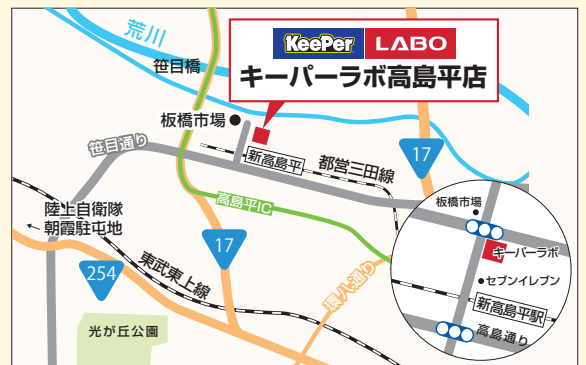 荒川
笹目橋
KeePer LABO
キーパーラボ高島平店
板橋市場
笹目通り
新高島平
都営三田線
17
高島平IC
陸上自衛隊
朝霞駐屯地
17
254
東武東上線
環八通り
光が丘公園
板橋市場
キーパーラボ
セブンイレブン
新高島平駅
高島通り